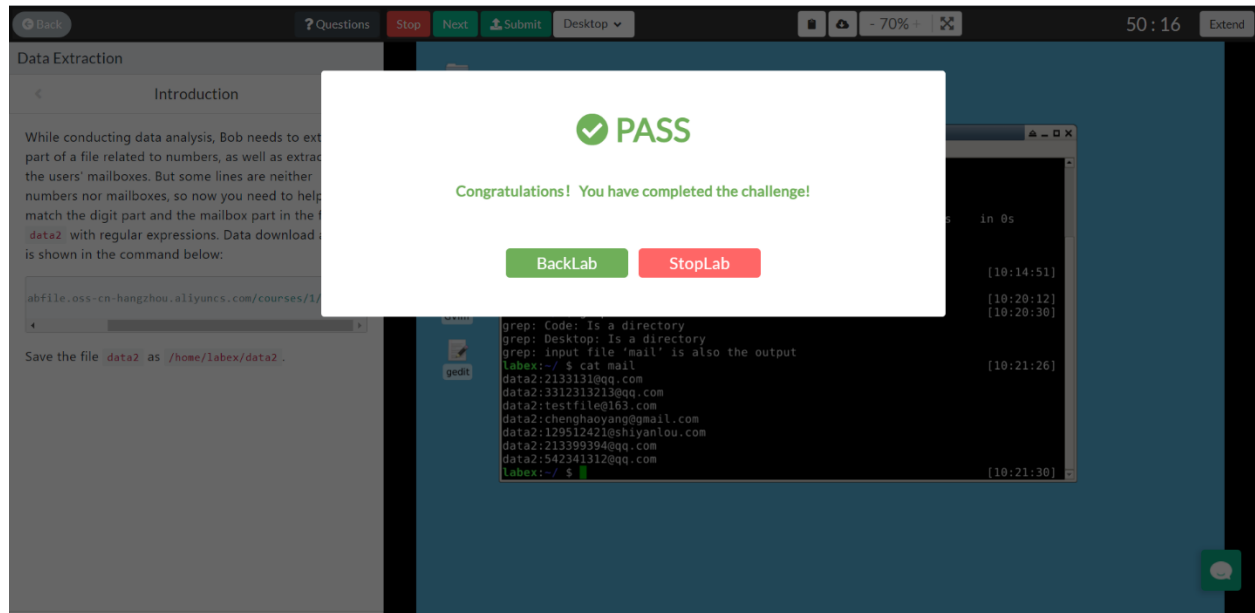 Back
? Questions
Stop
Next
Submit
Desktop
- 70% +
50 : 16
Extend
Data Extraction
<
Introduction
PASS
Congratulations! You have completed the challenge!
BackLab
StopLab
While conducting data analysis, Bob needs to
part of a file related to numbers, as well as
the users' mailboxes. But some lines are neither
numbers nor mailboxes, so now you need to help
match the digit part and the mailbox part in the
data2 with regular expressions. Data download
is shown in the command below:
abfile.oss-cn-hangzhou.aliyuncs.com/courses/1/
Save the file data2 as /home/labex/data2.
gedit
s in 0s
[10:14:51]
[10:20:12]
[10:20:30]
grep: Code: Is a directory
grep: Desktop: Is a directory
grep: input file ‘mail’ is also the output
labex:~/ $ cat mail [10:21:26]
data2:2133131@qq.com
data2:3312313213@qq.com
data2:testfile@163.com
data2:chenghaoyang@gmail.com
data2:129512421@shiyanlou.com
data2:213399394@qq.com
data2:542341312@qq.com
labex:~/ $ [10:21:30]